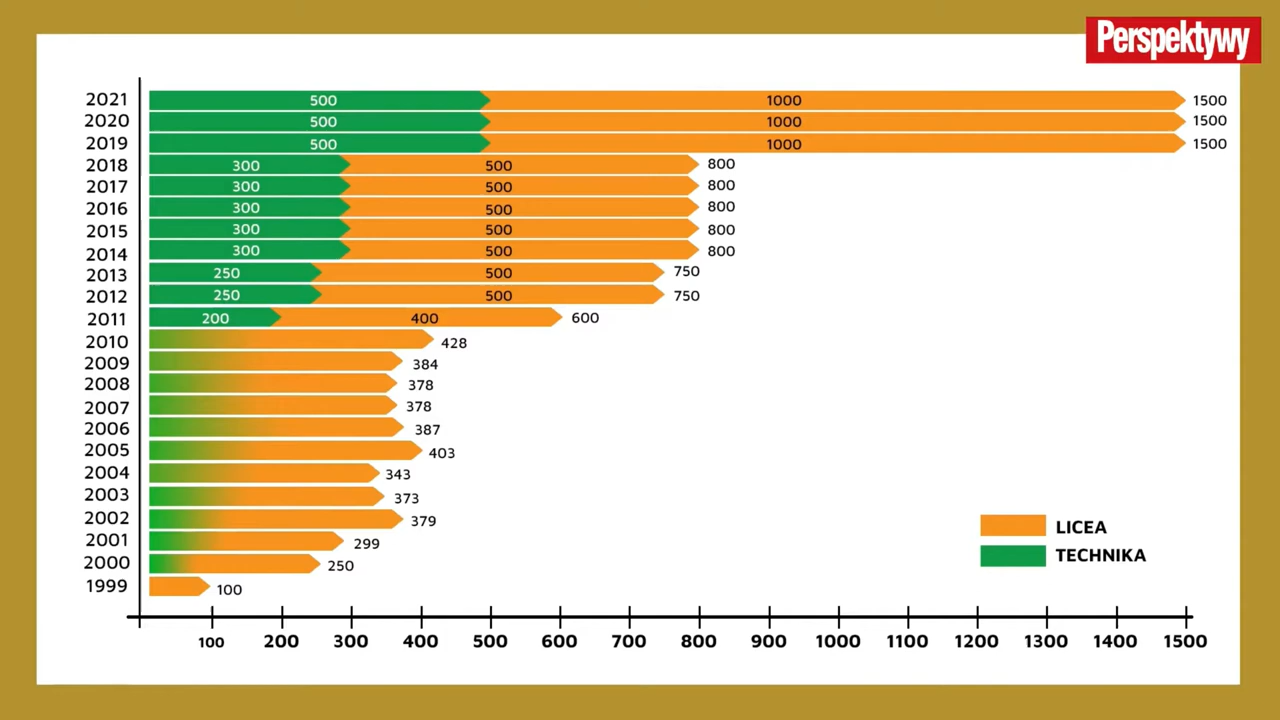 Perspektywy
2021 500 1000 1500
2020 500 1000 1500
2019 500 1000 1500
2018 300 500 800
2017 300 500 800
2016 300 500 800
2015 300 500 800
2014 300 500 800
2013 250 500 750
2012 250 500 750
2011 200 400 600
2010 428
2009 384
2008 378
2007 378
2006 387
2005 403
2004 343
2003 373
2002 379
2001 299
2000 250
1999 100
LICEA
TECHNIKA
100 200 300 400 500 600 700 800 900 1000 1100 1200 1300 1400 1500